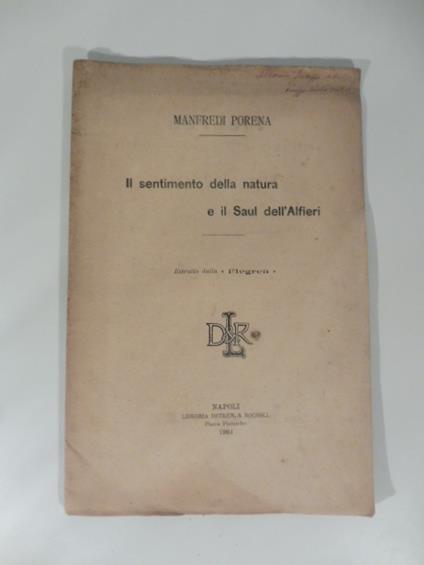 MANFREDI PORENA
Il sentimento della natura
e il Saul dell'Alfieri
Estratto dalla « Flegrea »
D&R
L
NAPOLI
LIBRERIA DETKEN & ROCHOLL
Piazza Plebiscito
1901